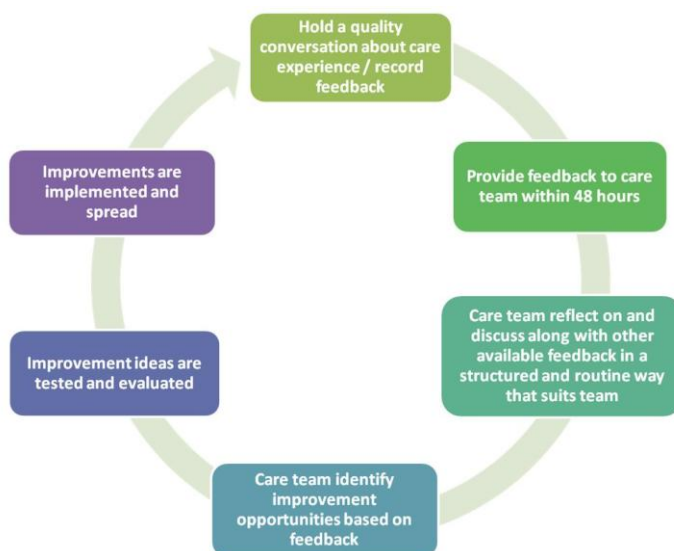 Hold a quality
conversation about care
experience / record
feedback
Provide feedback to care
team within 48 hours
Care team reflect on and
discuss along with other
available feedback in a
structured and routine way
that suits team
Care team identify
improvement
opportunities based on
feedback
Improvement ideas are
tested and evaluated
Improvements are
implemented and
spread